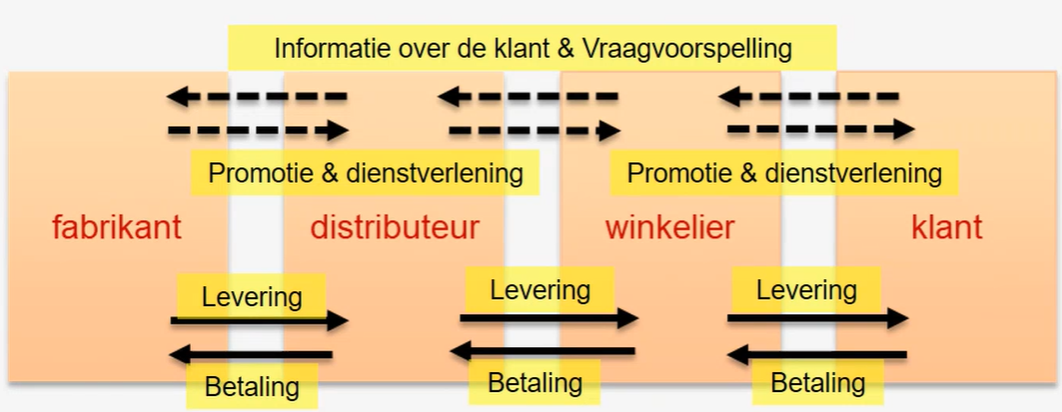 Informatie over de klant & Vraagvoorspelling
Promotie & dienstverlening
Promotie & dienstverlening
fabrikant
distributeur
winkelier
klant
Levering
Levering
Levering
Betaling
Betaling
Betaling